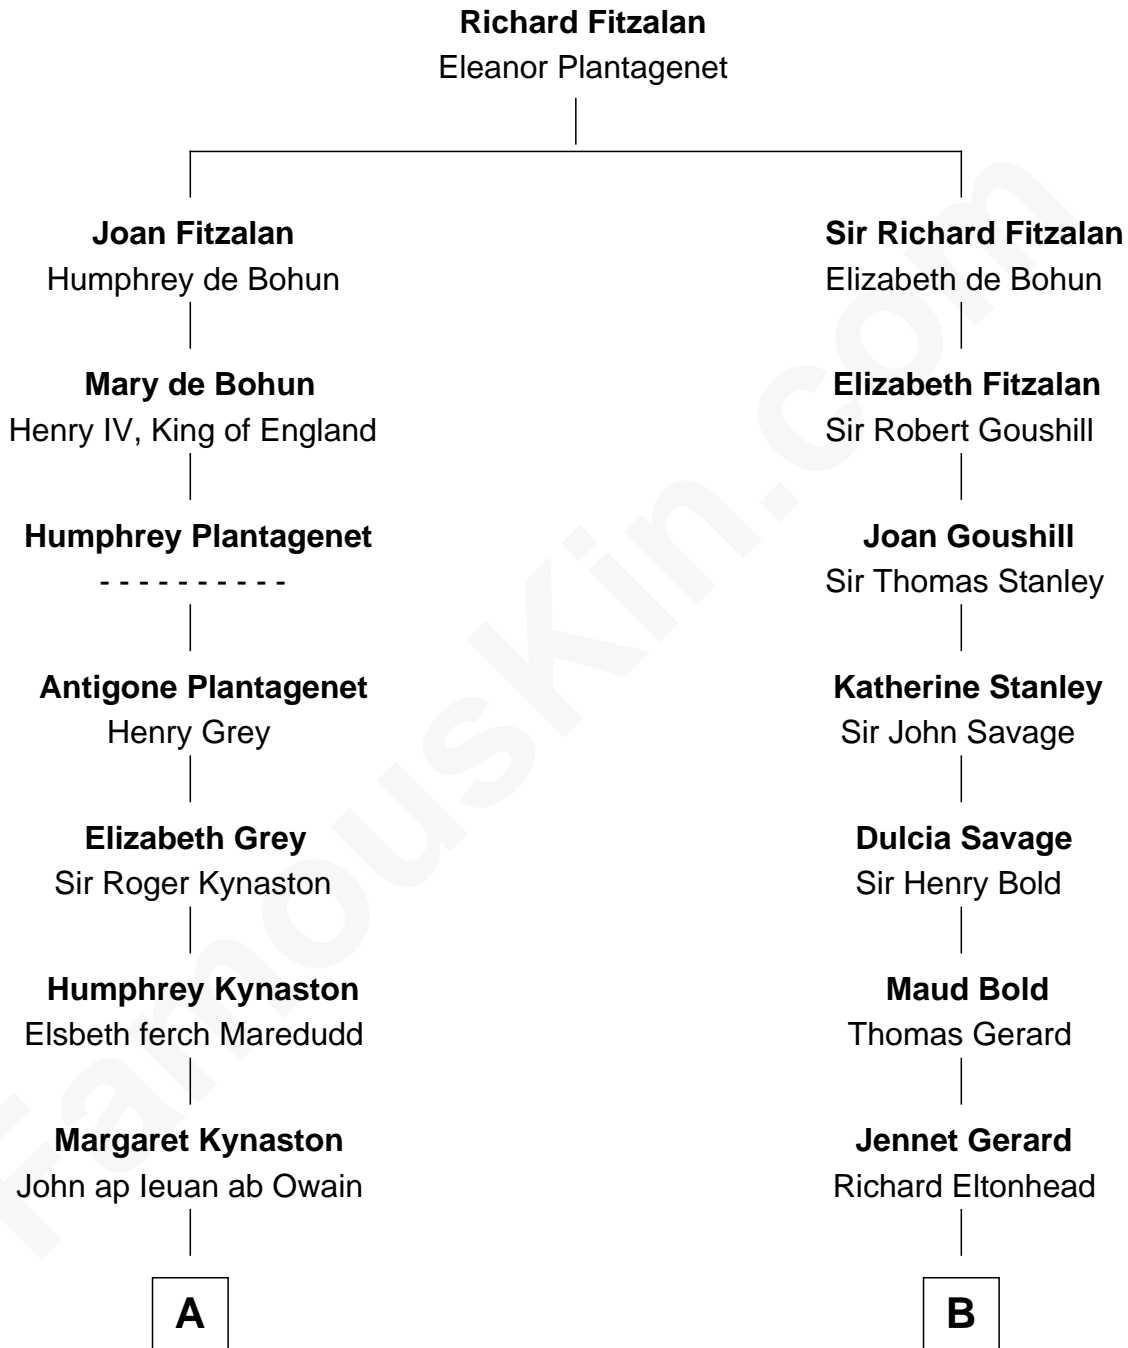 Richard Fitzalan
Eleanor Plantagenet
Joan Fitzalan
Humphrey de Bohun
Sir Richard Fitzalan
Elizabeth de Bohun
Mary de Bohun
Henry IV, King of England
Elizabeth Fitzalan
Sir Robert Goushill
Humphrey Plantagenet
- - - - - - - - - -
Joan Goushill
Sir Thomas Stanley
Antigone Plantagenet
Henry Grey
Katherine Stanley
Sir John Savage
Elizabeth Grey
Sir Roger Kynaston
Dulcia Savage
Sir Henry Bold
Humphrey Kynaston
Elsbeth ferch Maredudd
Maud Bold
Thomas Gerard
Margaret Kynaston
John ap Ieuan ab Owain
Jennet Gerard
Richard Eltonhead
A
B
FamousKin.com